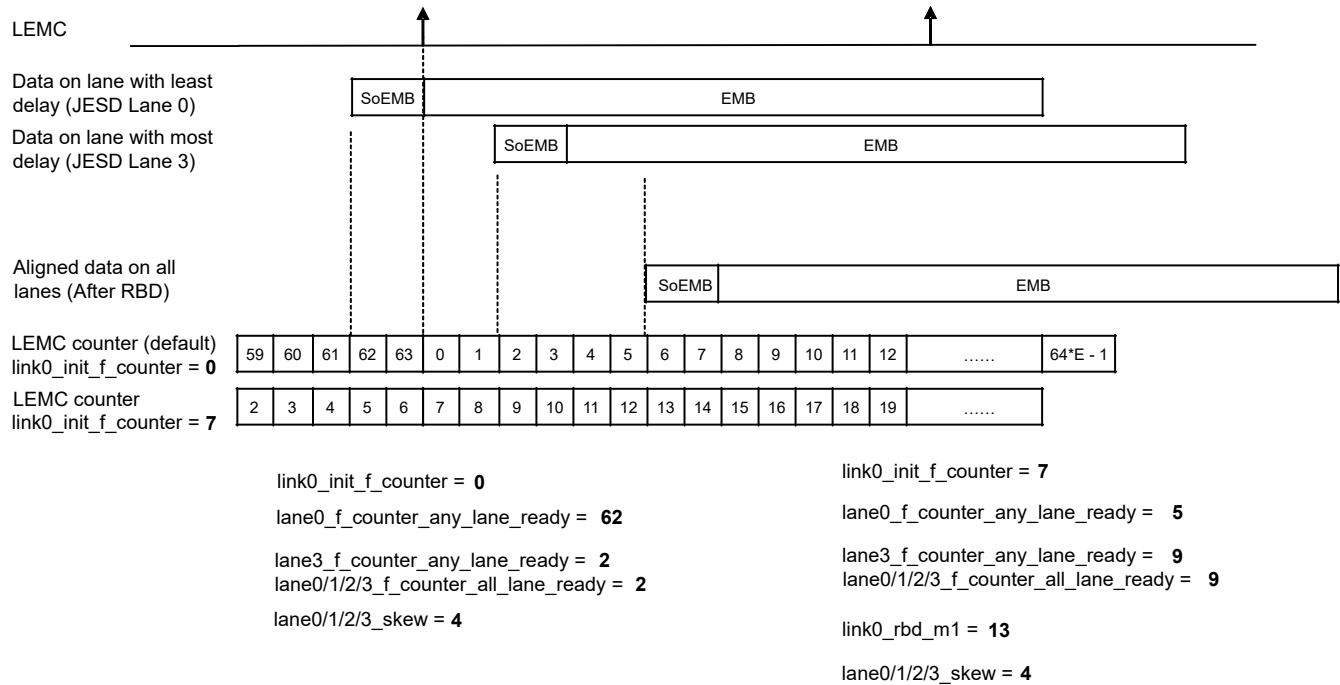 LEMC
Data on lane with least
delay (JESD Lane 0)
SoEMB EMB
Data on lane with most
delay (JESD Lane 3)
SoEMB EMB
Aligned data on all
lanes (After RBD)
SoEMB EMB
LEMC counter (default)
link0_init_f_counter = 0
59 60 61 62 63 0 1 2 3 4 5 6 7 8 9 10 11 12 ...... 64*E - 1
LEMC counter
link0_init_f_counter = 7
2 3 4 5 6 7 8 9 10 11 12 13 14 15 16 17 18 19 ......
link0_init_f_counter = 0
lane0_f_counter_any_lane_ready = 62
lane3_f_counter_any_lane_ready = 2
lane0/1/2/3_f_counter_all_lane_ready = 2
lane0/1/2/3_skew = 4
link0_init_f_counter = 7
lane0_f_counter_any_lane_ready = 5
lane3_f_counter_any_lane_ready = 9
lane0/1/2/3_f_counter_all_lane_ready = 9
link0_rbd_m1 = 13
lane0/1/2/3_skew = 4